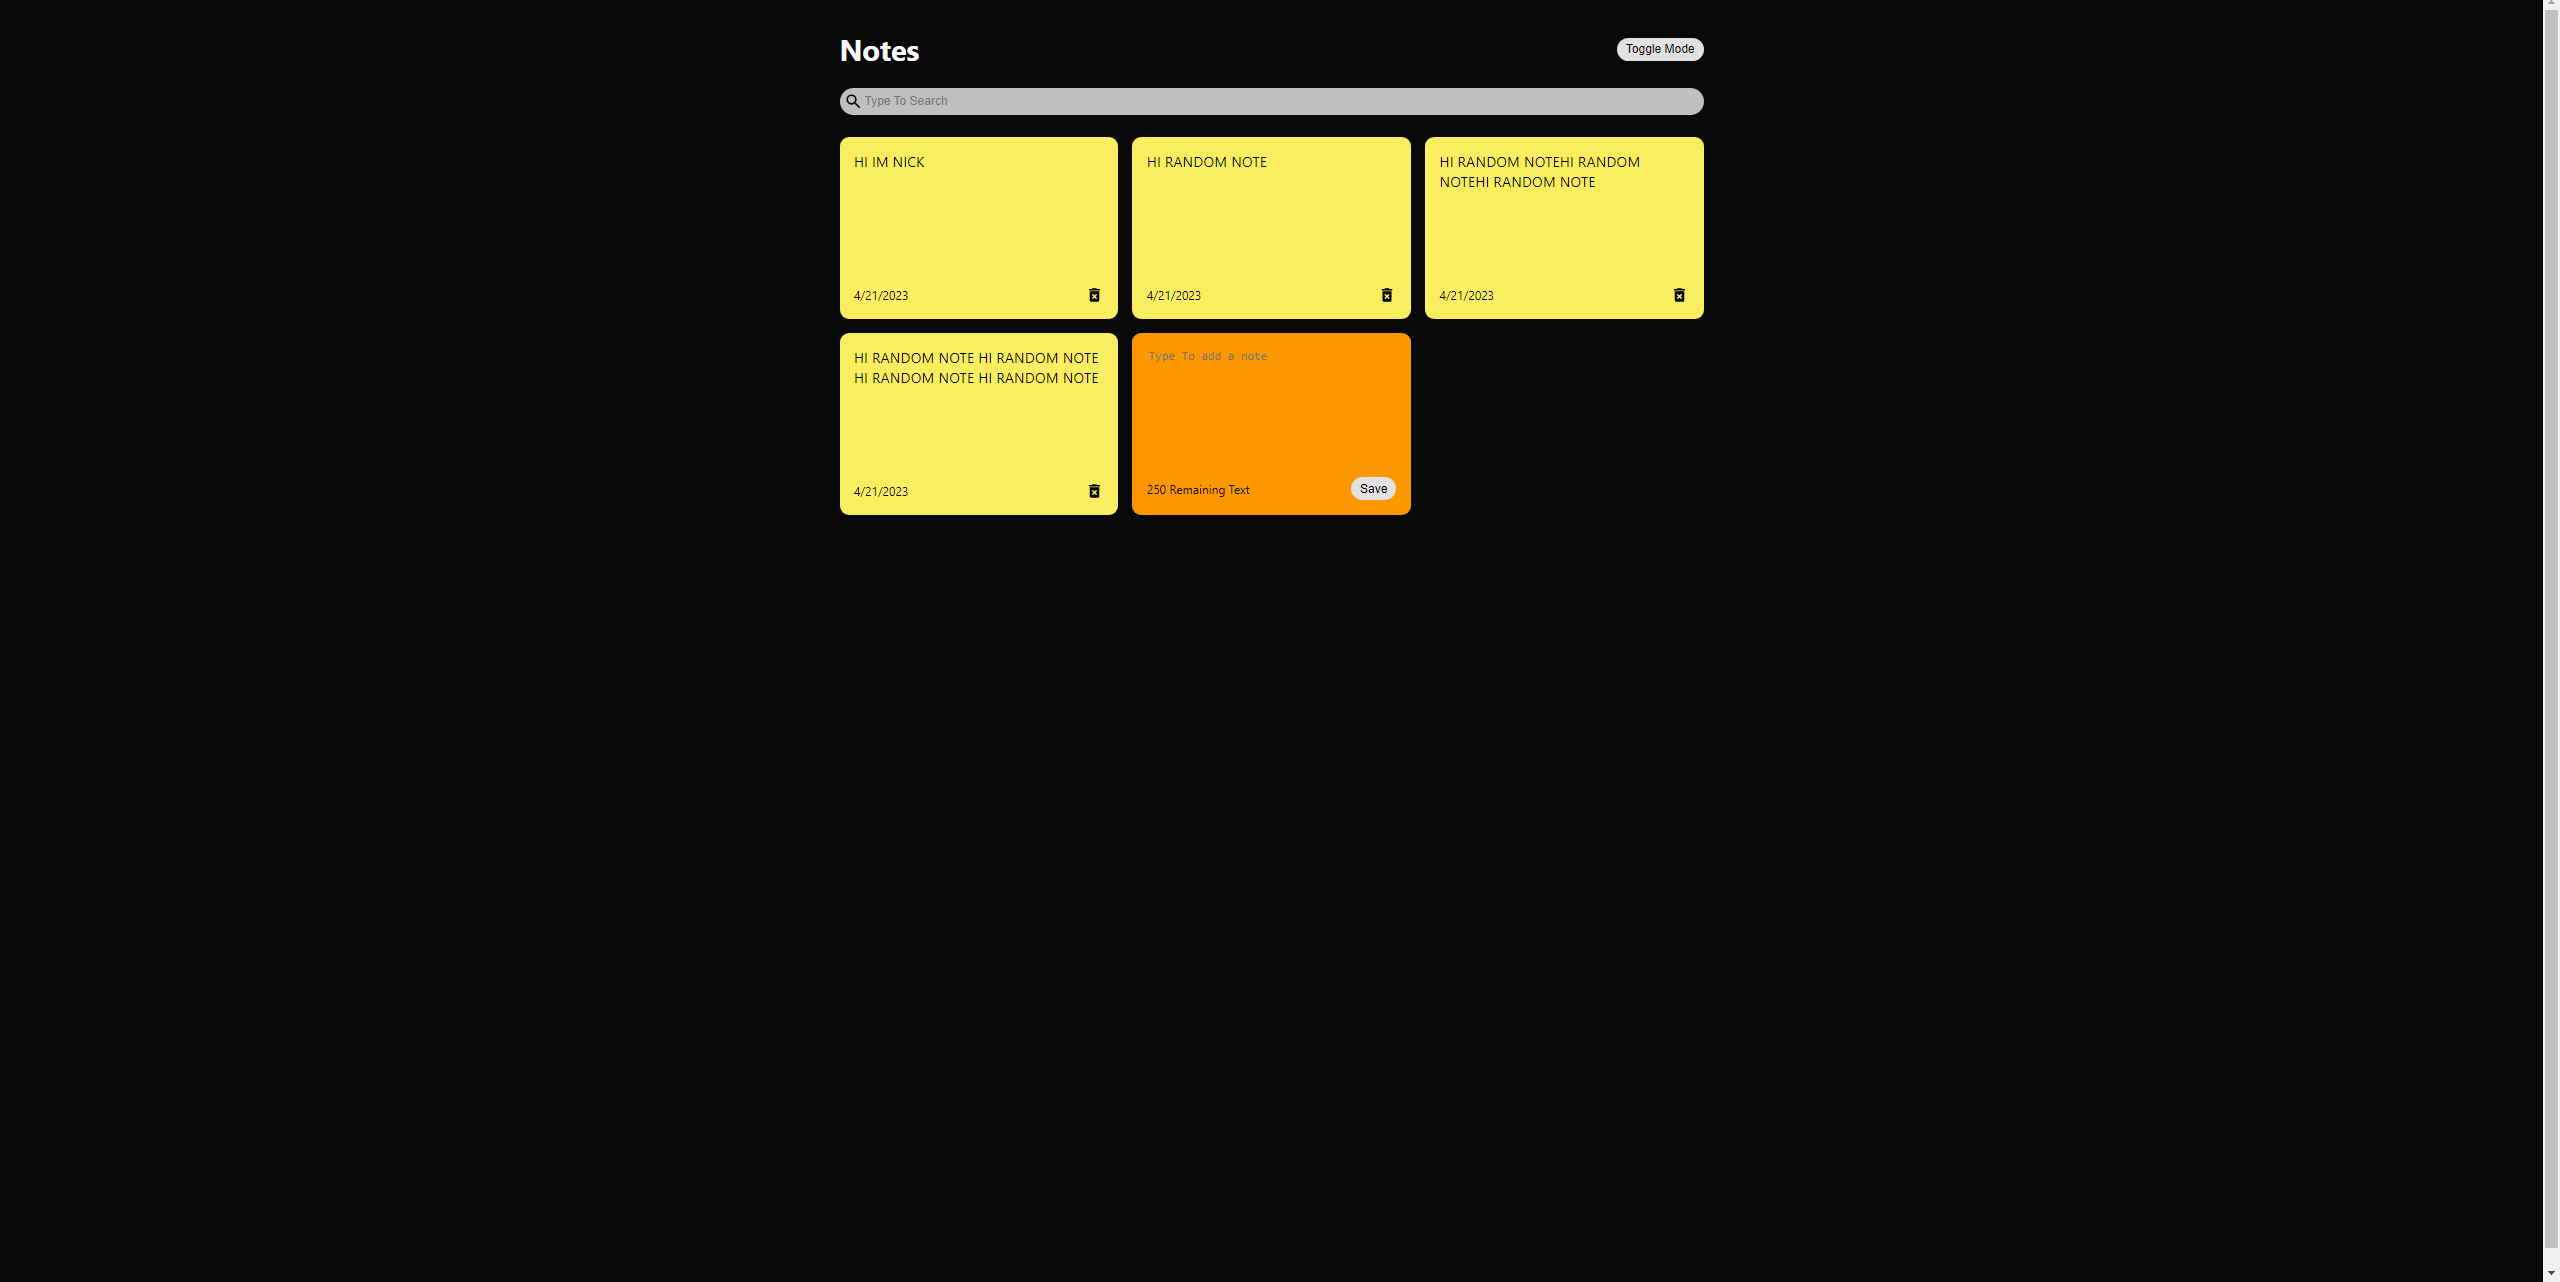 Notes
Toggle Mode
Type To Search
HI IM NICK
4/21/2023
HI RANDOM NOTE
4/21/2023
HI RANDOM NOTEHI RANDOM
NOTEHI RANDOM NOTE
4/21/2023
HI RANDOM NOTE HI RANDOM NOTE
HI RANDOM NOTE HI RANDOM NOTE
4/21/2023
Type To add a note
250 Remaining Text
Save